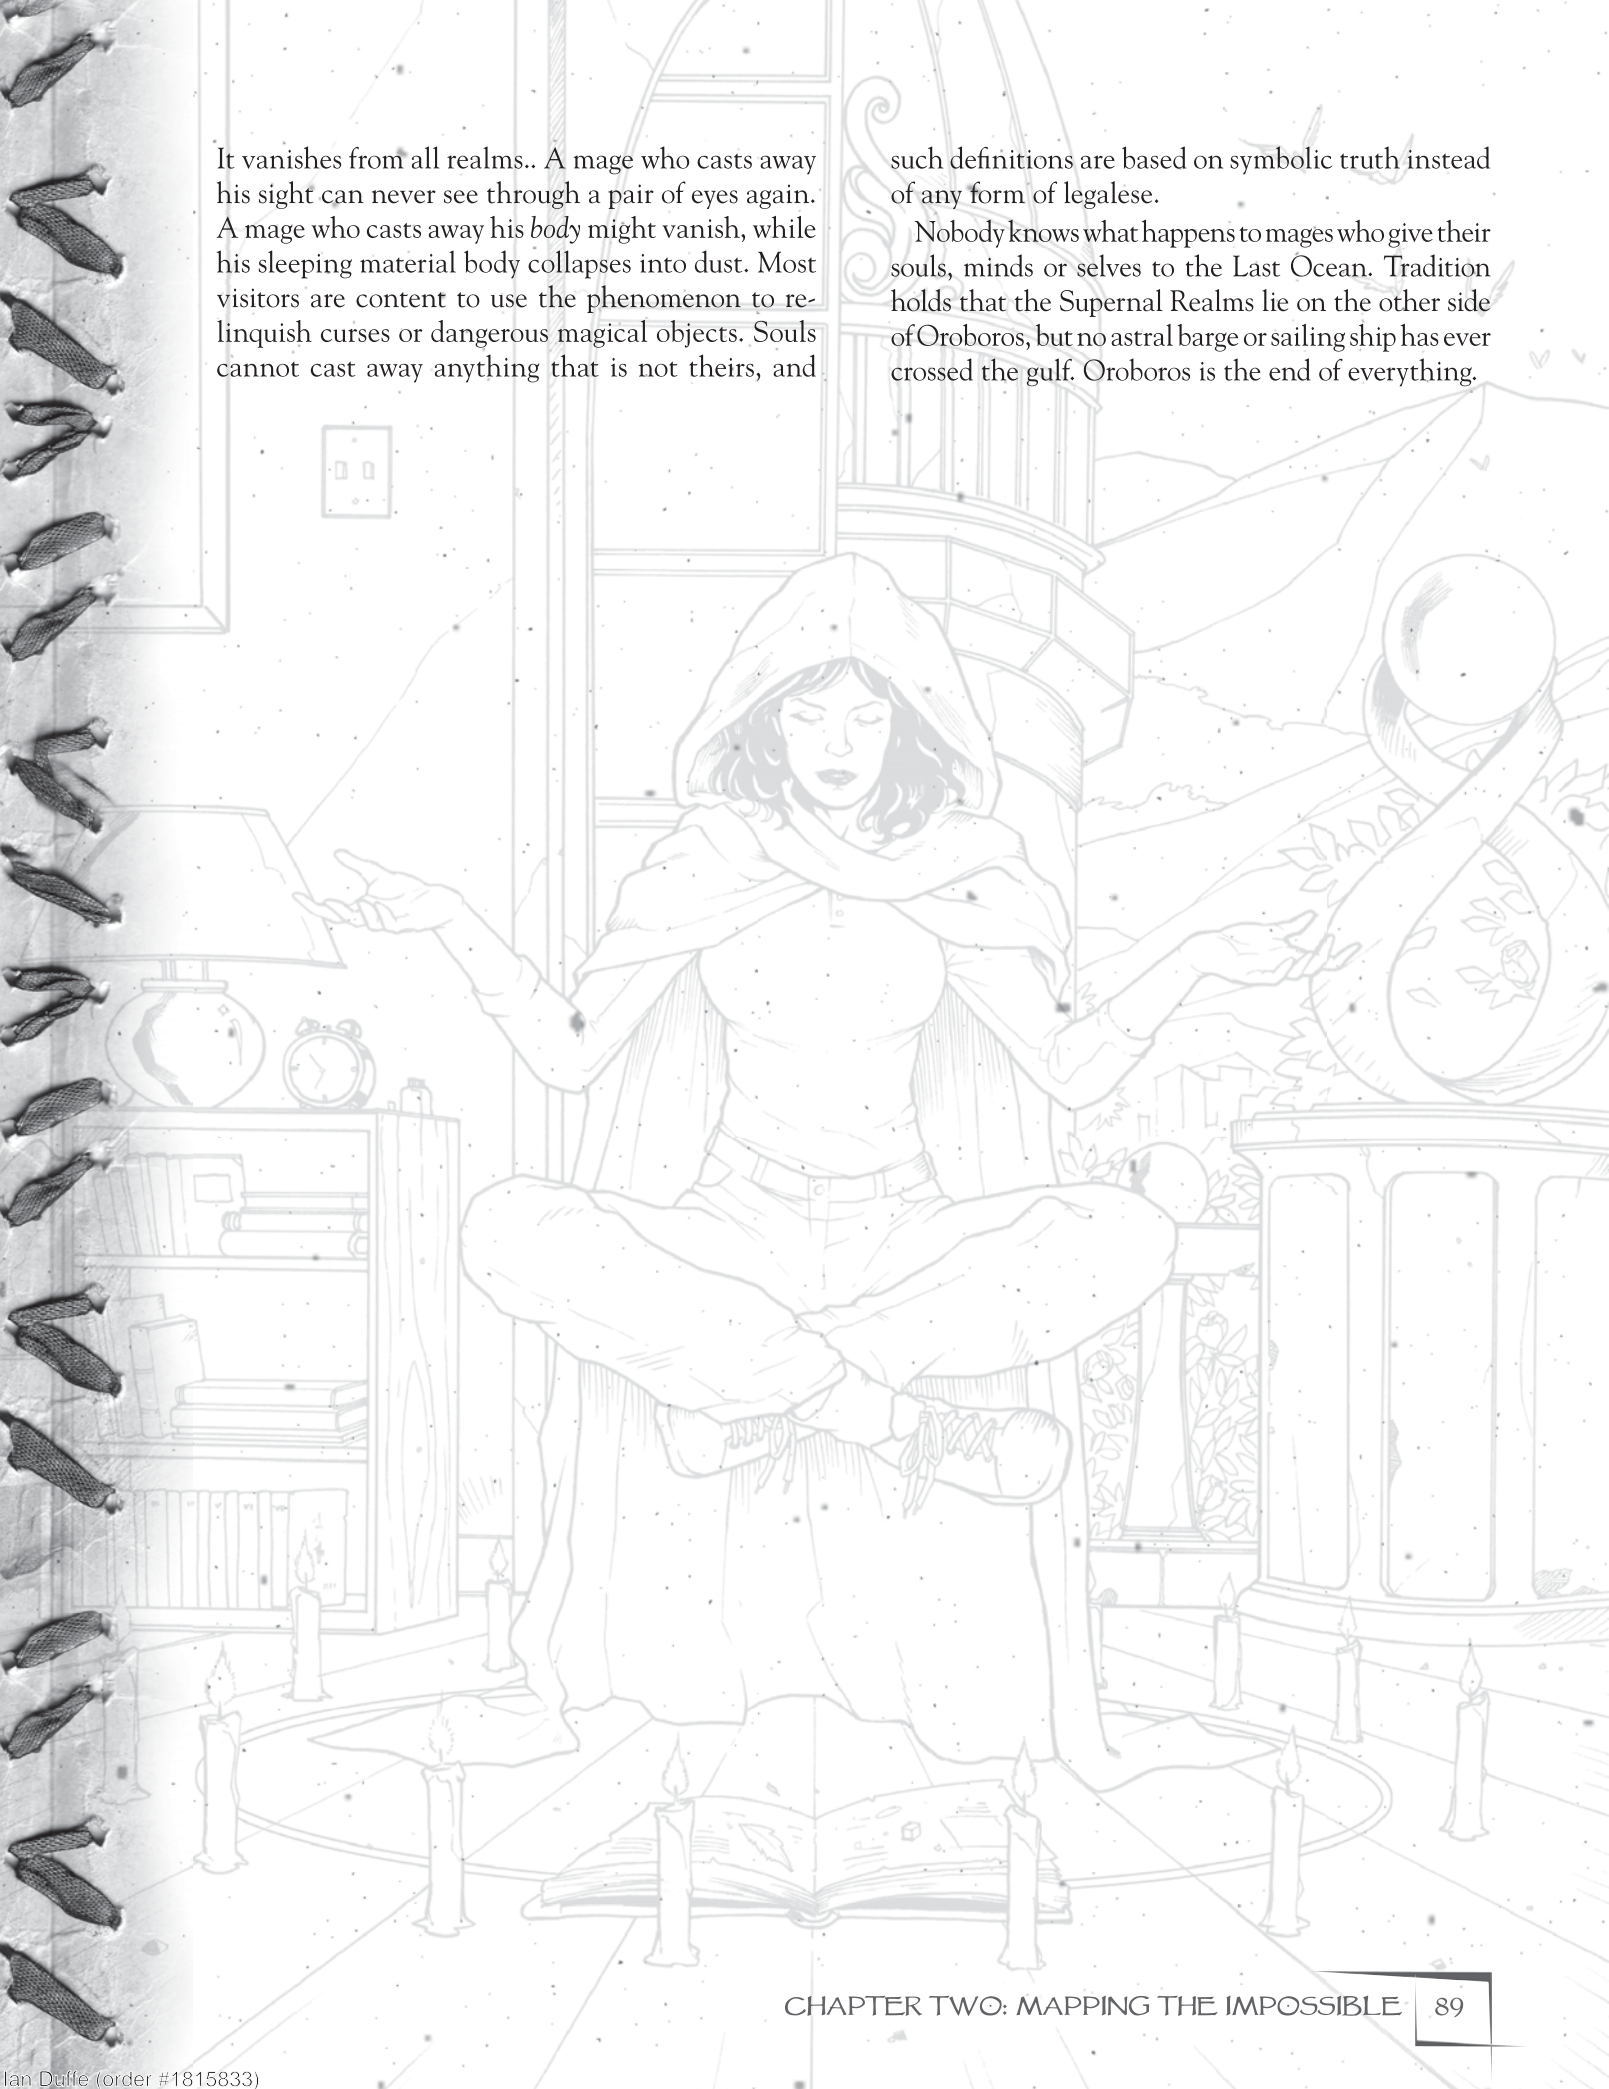 It vanishes from all realms.. A mage who casts away
his sight can never see through a pair of eyes again.
A mage who casts away his body might vanish, while
his sleeping material body collapses into dust. Most
visitors are content to use the phenomenon to re-
linquish curses or dangerous magical objects. Souls
cannot cast away anything that is not theirs, and
such definitions are based on symbolic truth instead
of any form of legalese.
Nobody knows what happens to mages who give their
souls, minds or selves to the Last Ocean. Tradition
holds that the Supernal Realms lie on the other side
of Oroboros, but no astral barge or sailing ship has ever
crossed the gulf. Oroboros is the end of everything.
CHAPTER TWO: MAPPING THE IMPOSSIBLE
89
Ian Duffe (order #1815833)